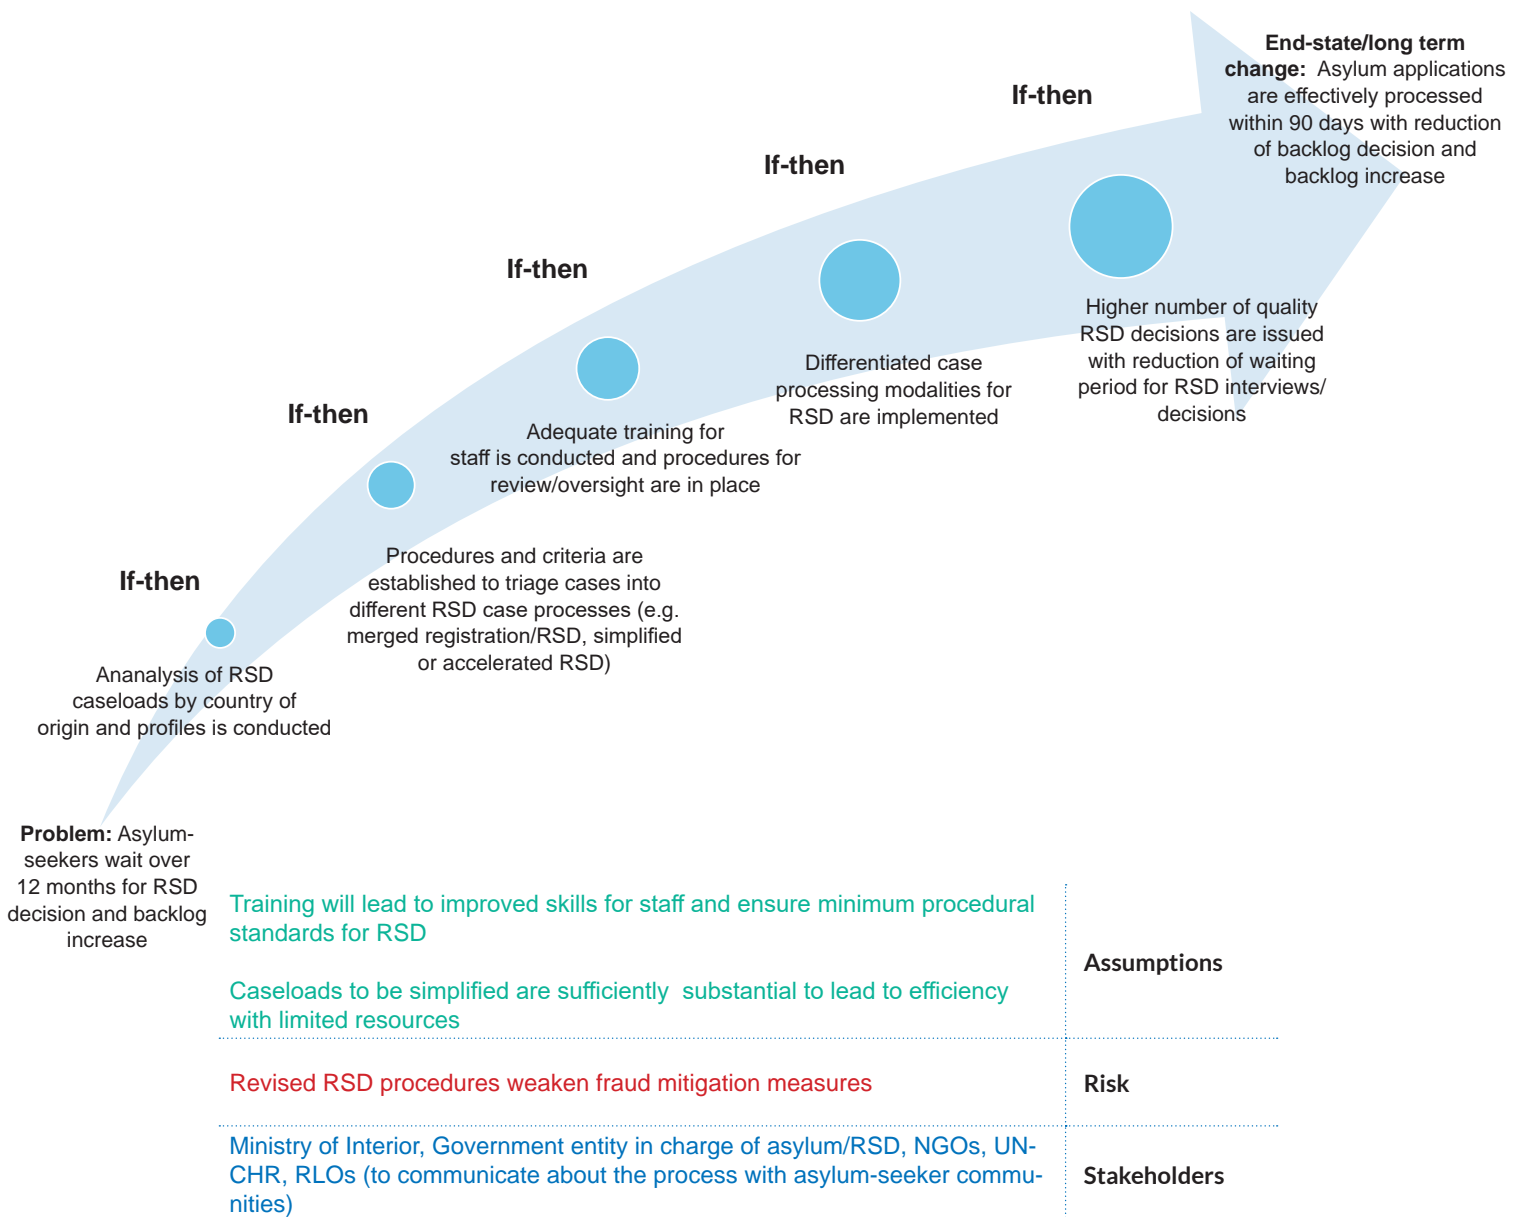 End-state/long term
change: Asylum applications
are effectively processed
within 90 days with reduction
of backlog decision and
backlog increase
If-then
If-then
If-then
If-then
If-then
Higher number of quality
RSD decisions are issued
with reduction of waiting
period for RSD interviews/
decisions
Differentiated case
processing modalities for
RSD are implemented
Adequate training for
staff is conducted and procedures for
review/oversight are in place
Procedures and criteria are
established to triage cases into
different RSD case processes (e.g.
merged registration/RSD, simplified
or accelerated RSD)
Ananalysis of RSD
caseloads by country of
origin and profiles is conducted
Problem: Asylum-
seekers wait over
12 months for RSD
decision and backlog
increase
Training will lead to improved skills for staff and ensure minimum procedural
standards for RSD
Caseloads to be simplified are sufficiently  substantial to lead to efficiency
with limited resources
Assumptions
Revised RSD procedures weaken fraud mitigation measures
Risk
Ministry of Interior, Government entity in charge of asylum/RSD, NGOs, UN-
CHR, RLOs (to communicate about the process with asylum-seeker commu-
nities)
Stakeholders